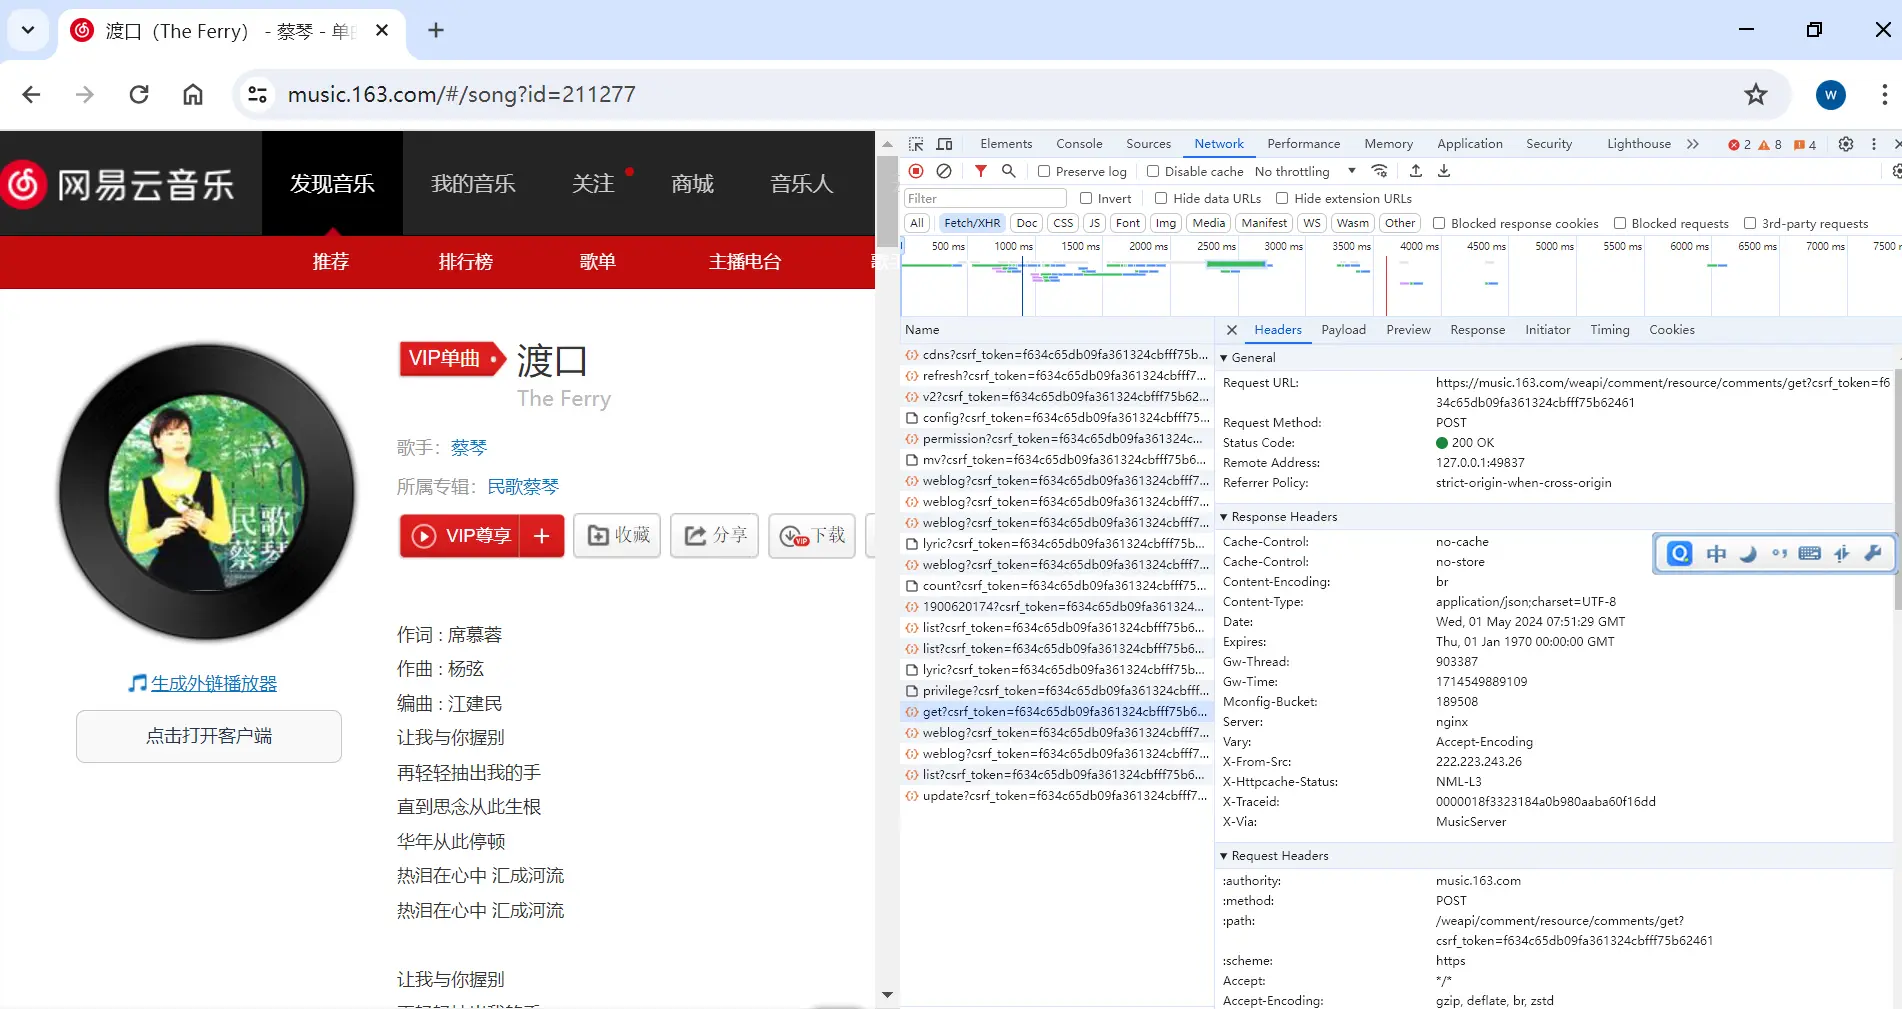 渡口（The Ferry） - 蔡琴 - 单
music.163.com/#/song?id=211277
W
网易云音乐
发现音乐
我的音乐
关注
商城
音乐人
推荐
排行榜
歌单
主播电台
VIP单曲
渡口
The Ferry
歌手：蔡琴
所属专辑：民歌蔡琴
VIP尊享
收藏
分享
下载
民歌
蔡琴
生成外链播放器
点击打开客户端
作词 : 席慕蓉
作曲 : 杨弦
编曲 : 江建民
让我与你握别
再轻轻抽出我的手
直到思念从此生根
华年从此停顿
热泪在心中 汇成河流
热泪在心中 汇成河流
让我与你握别
Elements Console Sources Network Performance Memory Application Security Lighthouse 2 8 4
Preserve log Disable cache No throttling
Filter Invert Hide data URLs Hide extension URLs
All Fetch/XHR Doc CSS JS Font Img Media Manifest WS Wasm Other Blocked response cookies Blocked requests 3rd-party requests
500 ms 1000 ms 1500 ms 2000 ms 2500 ms 3000 ms 3500 ms 4000 ms 4500 ms 5000 ms 5500 ms 6000 ms 6500 ms 7000 ms 7500
Name
cdns?csrf_token=f634c65db09fa361324cbfff75b...
refresh?csrf_token=f634c65db09fa361324cbfff7...
v2?csrf_token=f634c65db09fa361324cbfff75b62...
config?csrf_token=f634c65db09fa361324cbfff75...
permission?csrf_token=f634c65db09fa361324c...
mv?csrf_token=f634c65db09fa361324cbfff75b6...
weblog?csrf_token=f634c65db09fa361324cbfff7...
weblog?csrf_token=f634c65db09fa361324cbfff7...
weblog?csrf_token=f634c65db09fa361324cbfff7...
lyric?csrf_token=f634c65db09fa361324cbfff75b...
weblog?csrf_token=f634c65db09fa361324cbfff7...
count?csrf_token=f634c65db09fa361324cbfff75...
1900620174?csrf_token=f634c65db09fa361324...
list?csrf_token=f634c65db09fa361324cbfff75b6...
list?csrf_token=f634c65db09fa361324cbfff75b6...
lyric?csrf_token=f634c65db09fa361324cbfff75b...
privilege?csrf_token=f634c65db09fa361324cbfff...
get?csrf_token=f634c65db09fa361324cbfff75b6...
weblog?csrf_token=f634c65db09fa361324cbfff7...
weblog?csrf_token=f634c65db09fa361324cbfff7...
list?csrf_token=f634c65db09fa361324cbfff75b6...
update?csrf_token=f634c65db09fa361324cbfff7...
Headers Payload Preview Response Initiator Timing Cookies
General
Request URL: https://music.163.com/weapi/comment/resource/comments/get?csrf_token=f6
34c65db09fa361324cbfff75b62461
Request Method: POST
Status Code: 200 OK
Remote Address: 127.0.0.1:49837
Referrer Policy: strict-origin-when-cross-origin
Response Headers
Cache-Control: no-cache
Cache-Control: no-store
Content-Encoding: br
Content-Type: application/json;charset=UTF-8
Date: Wed, 01 May 2024 07:51:29 GMT
Expires: Thu, 01 Jan 1970 00:00:00 GMT
Gw-Thread: 903387
Gw-Time: 1714549889109
Mconfig-Bucket: 189508
Server: nginx
Vary: Accept-Encoding
X-From-Src: 222.223.243.26
X-Httpcache-Status: NML-L3
X-Traceid: 0000018f3323184a0b980aaba60f16dd
X-Via: MusicServer
中
Request Headers
:authority: music.163.com
:method: POST
:path: /weapi/comment/resource/comments/get?
csrf_token=f634c65db09fa361324cbfff75b62461
:scheme: https
Accept: */*
Accept-Encoding: gzip, deflate, br, zstd